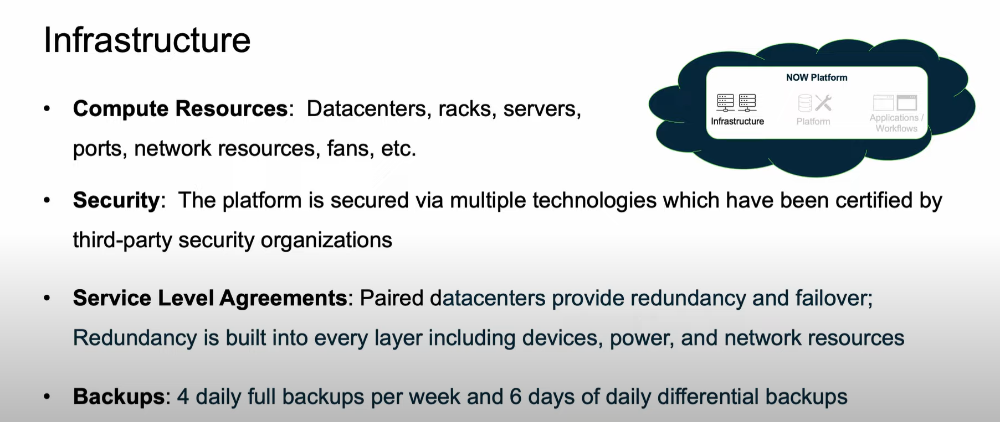 Infrastructure
NOW Platform
Infrastructure
Platform
Applications /
Workflows
• Compute Resources:  Datacenters, racks, servers,
ports, network resources, fans, etc.
• Security:  The platform is secured via multiple technologies which have been certified by
third-party security organizations
• Service Level Agreements: Paired datacenters provide redundancy and failover;
Redundancy is built into every layer including devices, power, and network resources
• Backups: 4 daily full backups per week and 6 days of daily differential backups